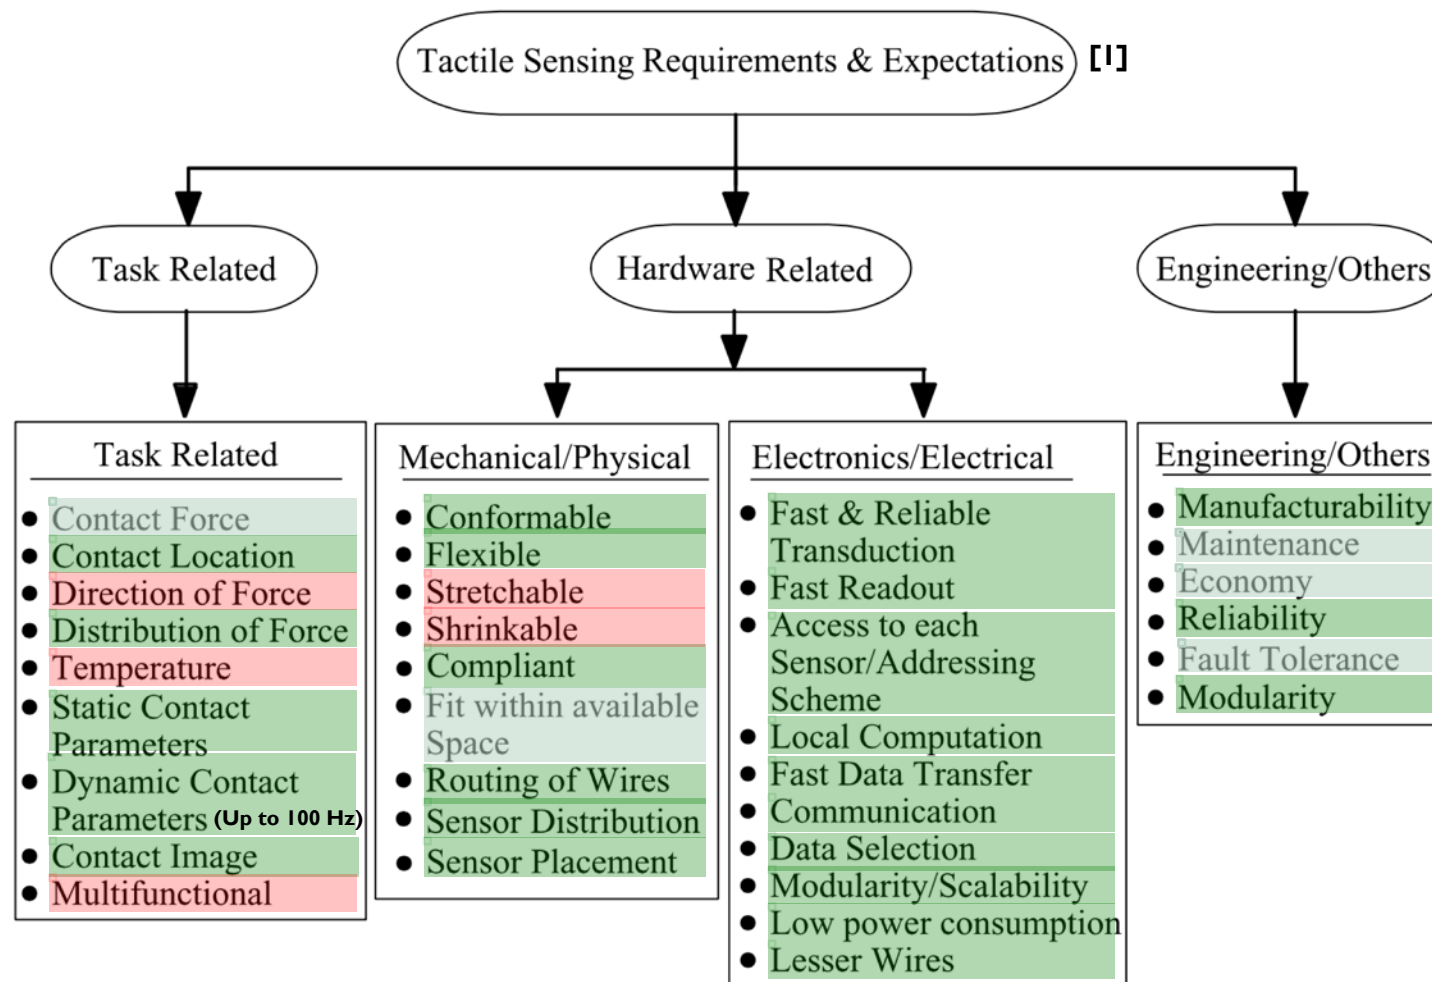 Tactile Sensing Requirements & Expectations [1]
Task Related
Hardware Related
Engineering/Others
Task Related
• Contact Force
• Contact Location
• Direction of Force
• Distribution of Force
• Temperature
• Static Contact
Parameters
• Dynamic Contact
Parameters (Up to 100 Hz)
• Contact Image
• Multifunctional
Mechanical/Physical
• Conformable
• Flexible
• Stretchable
• Shrinkable
• Compliant
• Fit within available
Space
• Routing of Wires
• Sensor Distribution
• Sensor Placement
Electronics/Electrical
• Fast & Reliable
Transduction
• Fast Readout
• Access to each
Sensor/Addressing
Scheme
• Local Computation
• Fast Data Transfer
• Communication
• Data Selection
• Modularity/Scalability
• Low power consumption
• Lesser Wires
Engineering/Others
• Manufacturability
• Maintenance
• Economy
• Reliability
• Fault Tolerance
• Modularity